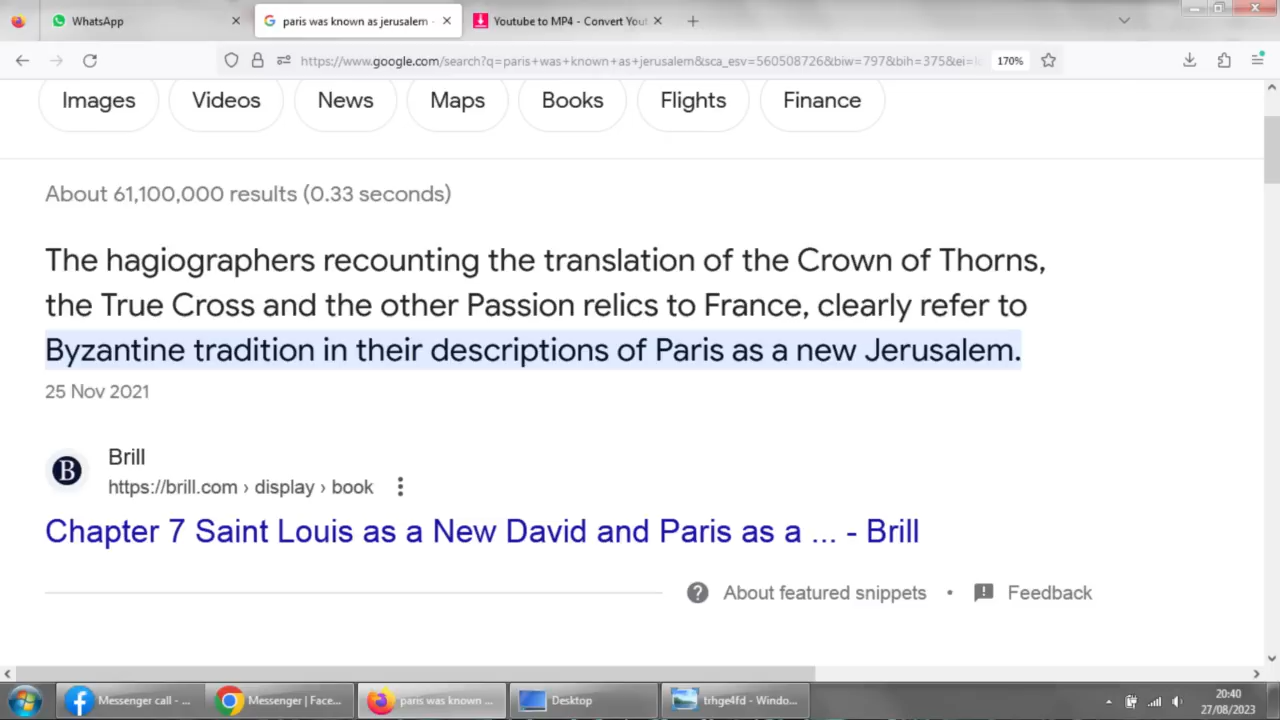 WhatsApp
paris was known as jerusalem -
Youtube to MP4 - Convert You
https://www.google.com/search?q=paris+was+known+as+jerusalem&sca_esv=560508726&biw=797&bih=375&ei=
170%
Images
Videos
News
Maps
Books
Flights
Finance
About 61,100,000 results (0.33 seconds)
The hagiographers recounting the translation of the Crown of Thorns,
the True Cross and the other Passion relics to France, clearly refer to
Byzantine tradition in their descriptions of Paris as a new Jerusalem.
25 Nov 2021
B
Brill
https://brill.com › display › book
Chapter 7 Saint Louis as a New David and Paris as a ... - Brill
About featured snippets • Feedback
Messenger call - ...
Messenger | Face...
paris was known ...
Desktop
trhge4fd - Windo...
20:40
27/08/2023